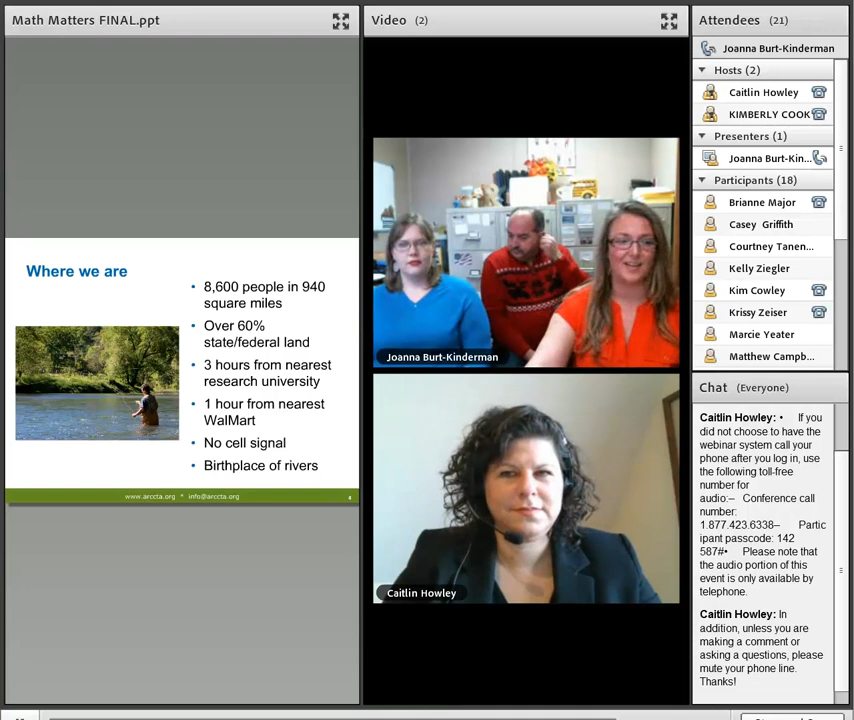 Math Matters FINAL.ppt
Where we are
• 8,600 people in 940
square miles
• Over 60%
state/federal land
• 3 hours from nearest
research university
• 1 hour from nearest
WalMart
• No cell signal
• Birthplace of rivers
www.arccta.org * info@arccta.org
Video (2)
Joanna Burt-Kinderman
Caitlin Howley
Attendees (21)
Joanna Burt-Kinderman
Hosts (2)
Caitlin Howley
KIMBERLY COOK
Presenters (1)
Joanna Burt-Kin...
Participants (18)
Brianne Major
Casey Griffith
Courtney Tanen...
Kelly Ziegler
Kim Cowley
Krissy Zeiser
Marcie Yeater
Matthew Campb...
Chat (Everyone)
Caitlin Howley: • If you
did not choose to have the
webinar system call your
phone after you log in, use
the following toll-free
number for
audio:– Conference call
number:
1.877.423.6338– Partic
ipant passcode: 142
587#• Please note that
the audio portion of this
event is only available by
telephone.
Caitlin Howley: In
addition, unless you are
making a comment or
asking a questions, please
mute your phone line.
Thanks!